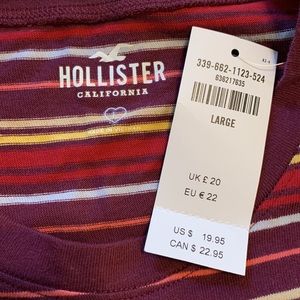 HOLLISTER
CALIFORNIA
L
339-662-1123-524
636217635
LARGE
UK £ 20
EU € 22
US $ 19.95
CAN $ 22.95